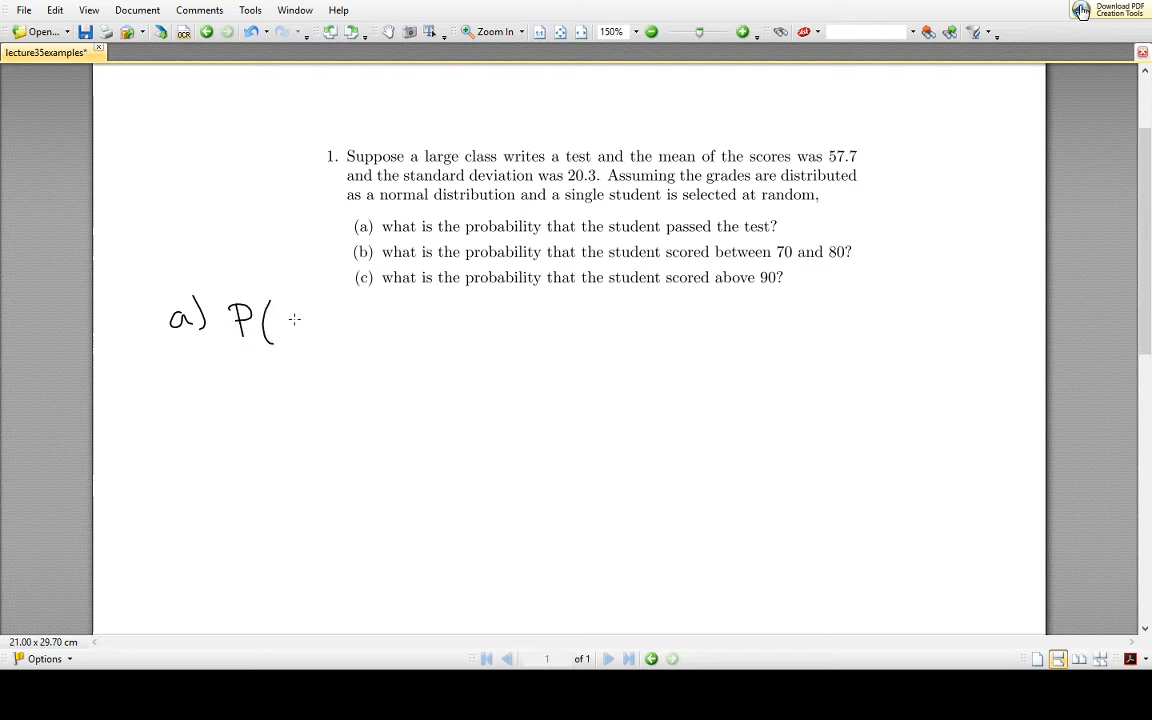 File Edit View Document Comments Tools Window Help
Download PDF
Creation Tools
Open... OCR Zoom In 1:1 150%
lecture35examples*
1. Suppose a large class writes a test and the mean of the scores was 57.7
and the standard deviation was 20.3. Assuming the grades are distributed
as a normal distribution and a single student is selected at random,
(a) what is the probability that the student passed the test?
(b) what is the probability that the student scored between 70 and 80?
(c) what is the probability that the student scored above 90?
a) P(
21.00 x 29.70 cm
Options 1 of 1